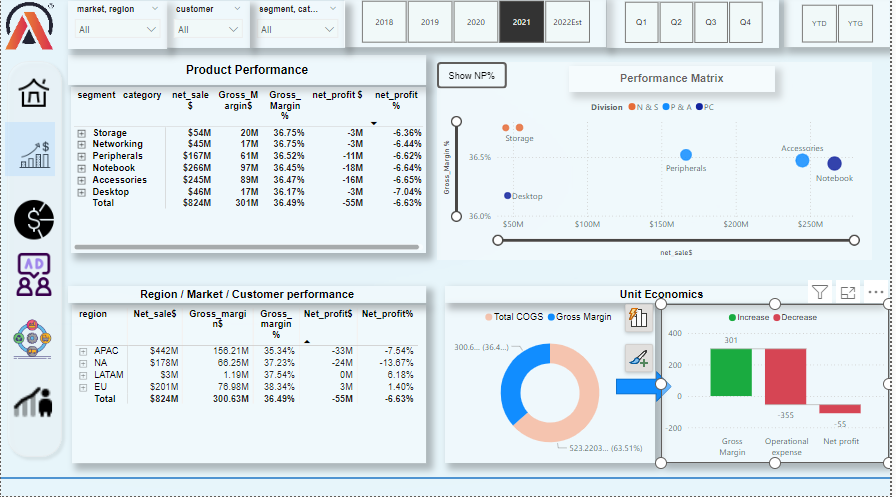 market, region
customer
segment, cat...
All
All
All
2018
2019
2020
2021
2022Est
Q1
Q2
Q3
Q4
YTD
YTG
Product Performance
segment category net_sale $ Gross_M argin$ Gross_ Margin % net_profit $ net_profit %
Storage $54M 20M 36.75% -3M -6.36%
Networking $45M 17M 36.75% -3M -6.44%
Peripherals $167M 61M 36.52% -11M -6.62%
Notebook $266M 97M 36.45% -18M -6.64%
Accessories $245M 89M 36.47% -16M -6.65%
Desktop $46M 17M 36.17% -3M -7.04%
Total $824M 301M 36.49% -55M -6.63%
Show NP%
Performance Matrix
Division N & S P & A PC
Gross_Margin %
36.5%
36.0%
Storage
Peripherals
Accessories
Notebook
Desktop
$50M
$100M
$150M
$200M
$250M
net_sale$
AD
Region / Market / Customer performance
region Net_sale$ Gross_margi n$ Gross_ margin % Net_profit$ Net_profit%
APAC $442M 156.21M 35.34% -33M -7.54%
NA $178M 66.25M 37.23% -24M -13.67%
LATAM $3M 1.19M 37.54% 0M 6.18%
EU $201M 76.98M 38.34% 3M 1.40%
Total $824M 300.63M 36.49% -55M -6.63%
Unit Economics
Total COGS Gross Margin
300.6... (36.4...)
523.2203... (63.51%)
Increase Decrease
400
200
0
-200
301
-355
-55
Gross Margin
Operational expense
Net profit